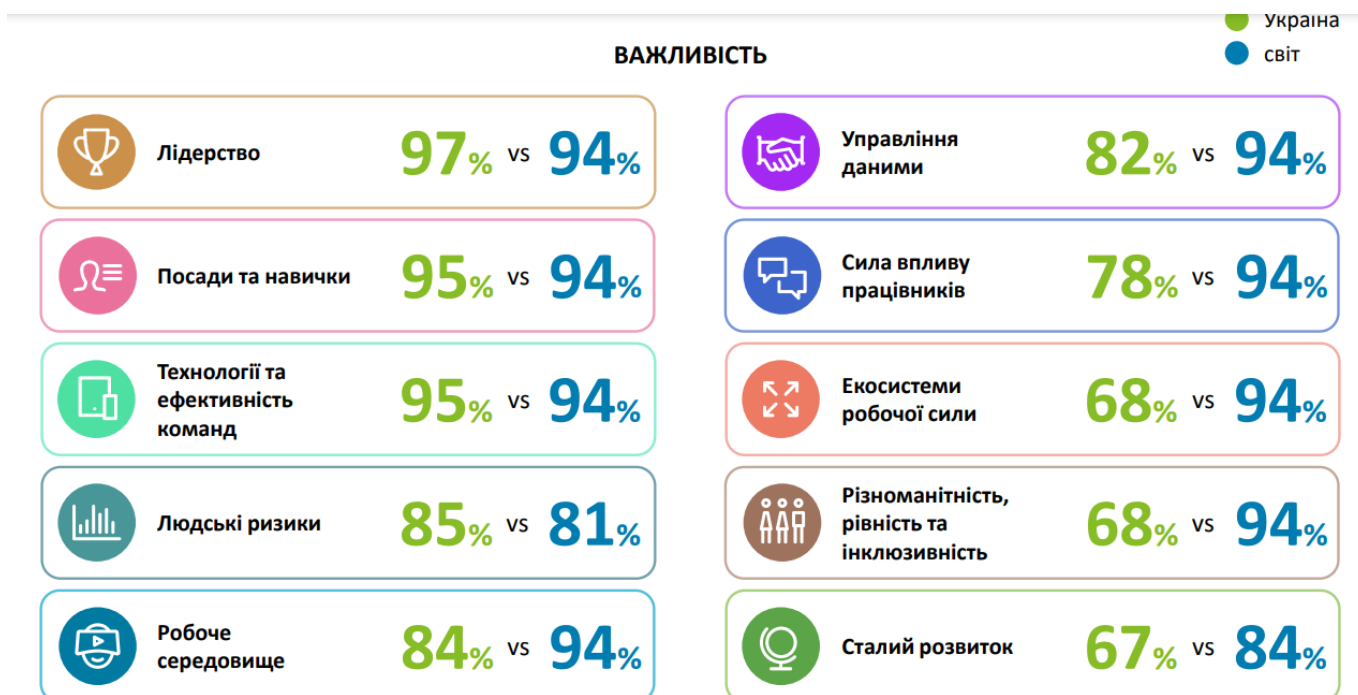 Україна
ВАЖЛИВІСТЬ
світ
Лідерство
97% vs 94%
Посади та навички
95% vs 94%
Технології та
ефективність
команд
95% vs 94%
Людські ризики
85% vs 81%
Робоче
середовище
84% vs 94%
Управління
даними
82% vs 94%
Сила впливу
працівників
78% vs 94%
Екосистеми
робочої сили
68% vs 94%
Різноманітність,
рівність та
інклюзивність
68% vs 94%
Сталий розвиток
67% vs 84%